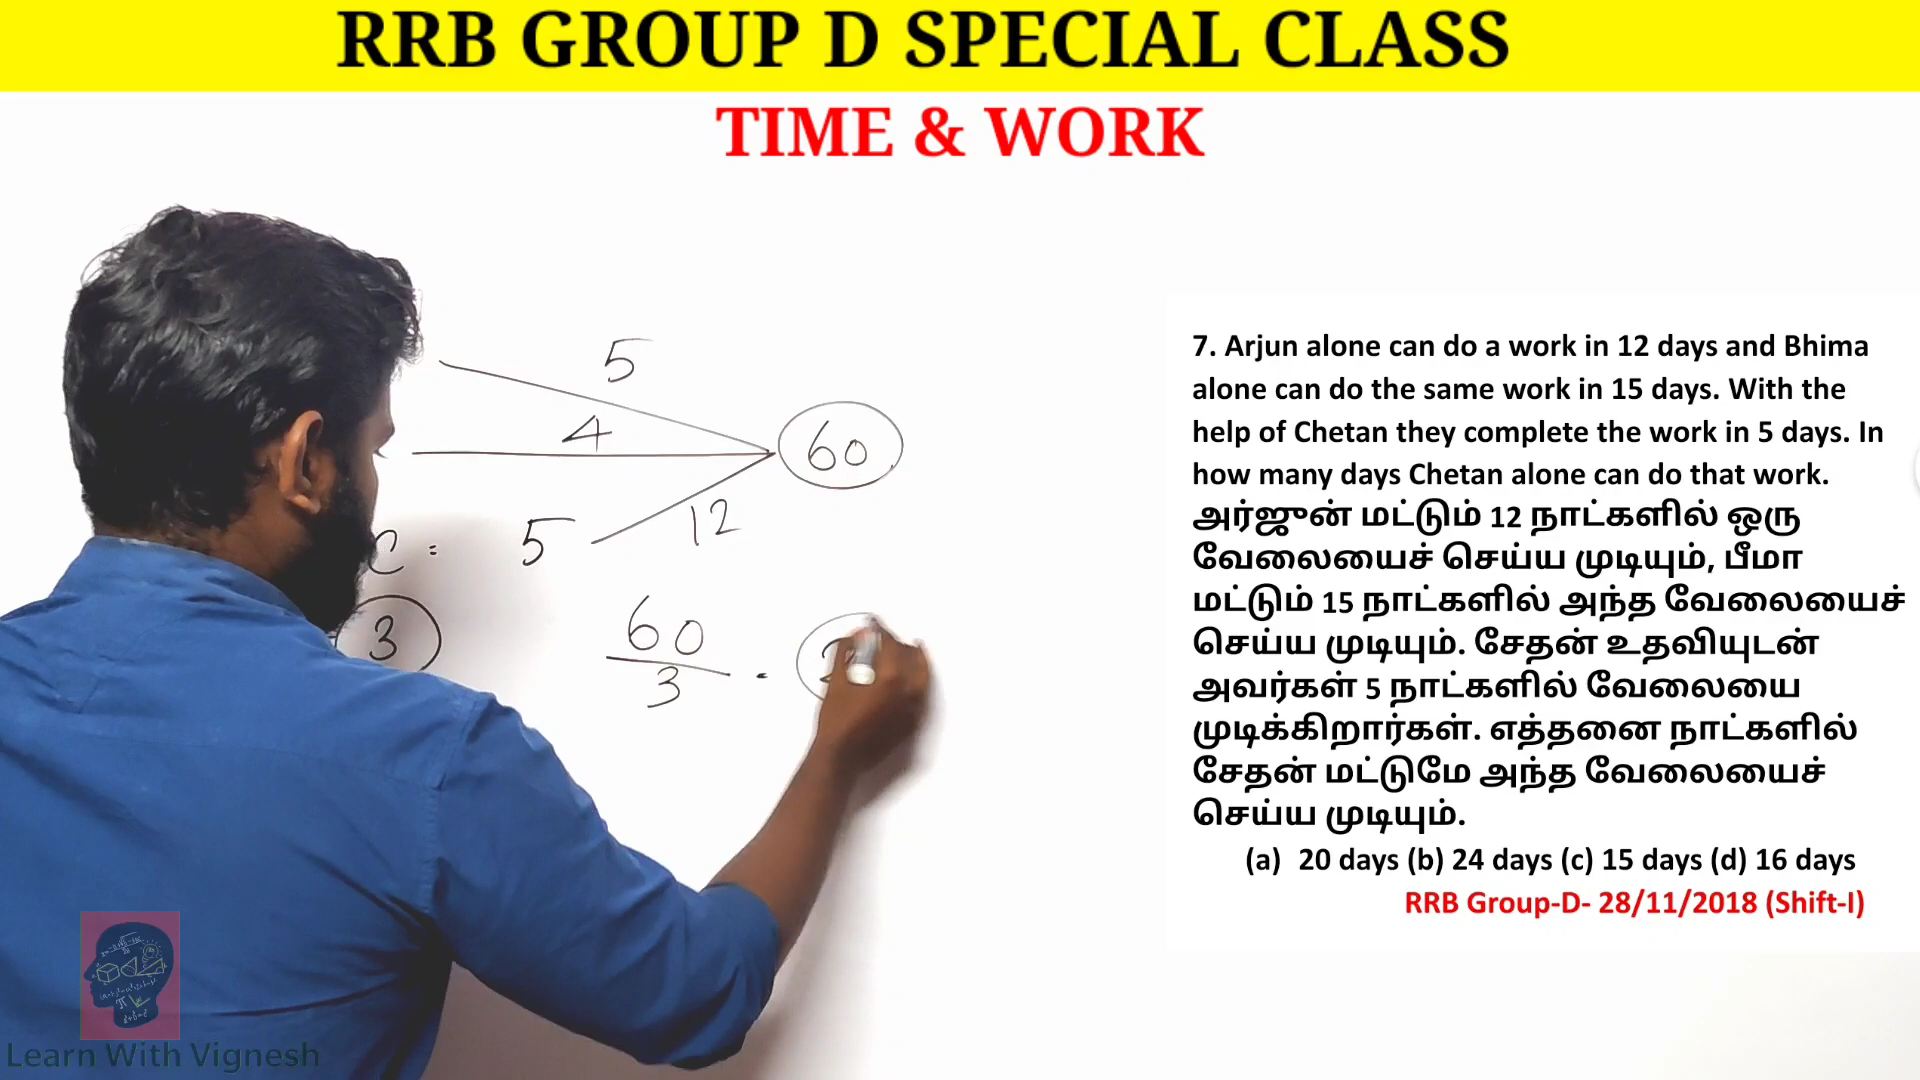 RRB GROUP D SPECIAL CLASS
TIME & WORK
5
4
60
12
C = 5
3
60
3
7. Arjun alone can do a work in 12 days and Bhima
alone can do the same work in 15 days. With the
help of Chetan they complete the work in 5 days. In
how many days Chetan alone can do that work.
அர்ஜுன் மட்டும் 12 நாட்களில் ஒரு
வேலையைச் செய்ய முடியும், பீமா
மட்டும் 15 நாட்களில் அந்த வேலையைச்
செய்ய முடியும். சேதன் உதவியுடன்
அவர்கள் 5 நாட்களில் வேலையை
முடிக்கிறார்கள். எத்தனை நாட்களில்
சேதன் மட்டுமே அந்த வேலையைச்
செய்ய முடியும்.
(a) 20 days (b) 24 days (c) 15 days (d) 16 days
RRB Group-D- 28/11/2018 (Shift-I)
Learn With Vignesh